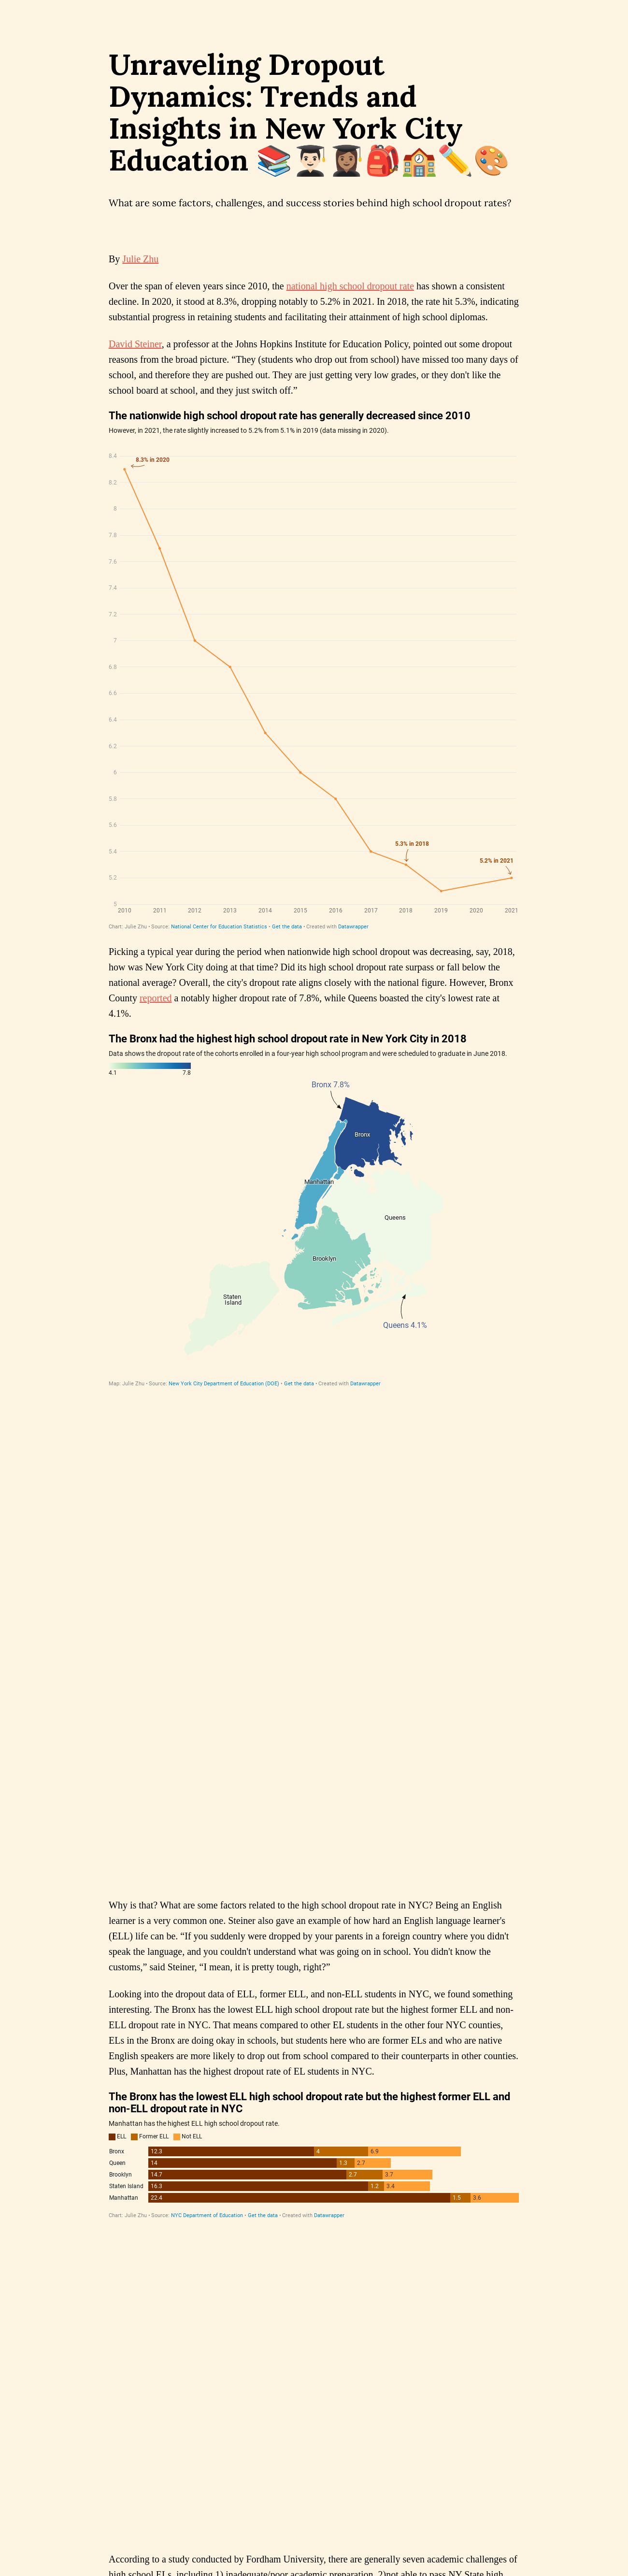 Unraveling Dropout
Dynamics: Trends and
Insights in New York City
Education 📚👨🏻‍🎓👩🏽‍🎓🎒🏫✏️🎨
What are some factors, challenges, and success stories behind high school dropout rates?
By Julie Zhu
Over the span of eleven years since 2010, the national high school dropout rate has shown a consistent
decline. In 2020, it stood at 8.3%, dropping notably to 5.2% in 2021. In 2018, the rate hit 5.3%, indicating
substantial progress in retaining students and facilitating their attainment of high school diplomas.
David Steiner, a professor at the Johns Hopkins Institute for Education Policy, pointed out some dropout
reasons from the broad picture. “They (students who drop out from school) have missed too many days of
school, and therefore they are pushed out. They are just getting very low grades, or they don't like the
school board at school, and they just switch off.”
The nationwide high school dropout rate has generally decreased since 2010
However, in 2021, the rate slightly increased to 5.2% from 5.1% in 2019 (data missing in 2020).
8.4
8.3% in 2020
8.2
8
7.8
7.6
7.4
7.2
7
6.8
6.6
6.4
6.2
6
5.8
5.6
5.3% in 2018
5.4
5.2% in 2021
5.2
5
2010 2011 2012 2013 2014 2015 2016 2017 2018 2019 2020 2021
Chart: Julie Zhu • Source: National Center for Education Statistics • Get the data • Created with Datawrapper
Picking a typical year during the period when nationwide high school dropout was decreasing, say, 2018,
how was New York City doing at that time? Did its high school dropout rate surpass or fall below the
national average? Overall, the city's dropout rate aligns closely with the national figure. However, Bronx
County reported a notably higher dropout rate of 7.8%, while Queens boasted the city's lowest rate at
4.1%.
The Bronx had the highest high school dropout rate in New York City in 2018
Data shows the dropout rate of the cohorts enrolled in a four-year high school program and were scheduled to graduate in June 2018.
4.1 7.8
Bronx 7.8%
Bronx
Manhattan
Queens
Brooklyn
Staten
Island
Queens 4.1%
Map: Julie Zhu • Source: New York City Department of Education (DOE) • Get the data • Created with Datawrapper
Why is that? What are some factors related to the high school dropout rate in NYC? Being an English
learner is a very common one. Steiner also gave an example of how hard an English language learner's
(ELL) life can be. “If you suddenly were dropped by your parents in a foreign country where you didn't
speak the language, and you couldn't understand what was going on in school. You didn't know the
customs,” said Steiner, “I mean, it is pretty tough, right?”
Looking into the dropout data of ELL, former ELL, and non-ELL students in NYC, we found something
interesting. The Bronx has the lowest ELL high school dropout rate but the highest former ELL and non-
ELL dropout rate in NYC. That means compared to other EL students in the other four NYC counties,
ELs in the Bronx are doing okay in schools, but students here who are former ELs and who are native
English speakers are more likely to drop out from school compared to their counterparts in other counties.
Plus, Manhattan has the highest dropout rate of EL students in NYC.
The Bronx has the lowest ELL high school dropout rate but the highest former ELL and
non-ELL dropout rate in NYC
Manhattan has the highest ELL high school dropout rate.
ELL Former ELL Not ELL
Bronx 12.3 4 6.9
Queen 14 1.3 2.7
Brooklyn 14.7 2.7 3.7
Staten Island 16.3 1.2 3.4
Manhattan 22.4 1.5 3.6
Chart: Julie Zhu • Source: NYC Department of Education • Get the data • Created with Datawrapper
According to a study conducted by Fordham University, there are generally seven academic challenges of
high school ELs, including 1) inadequate/poor academic preparation, 2)not able to pass NY State high